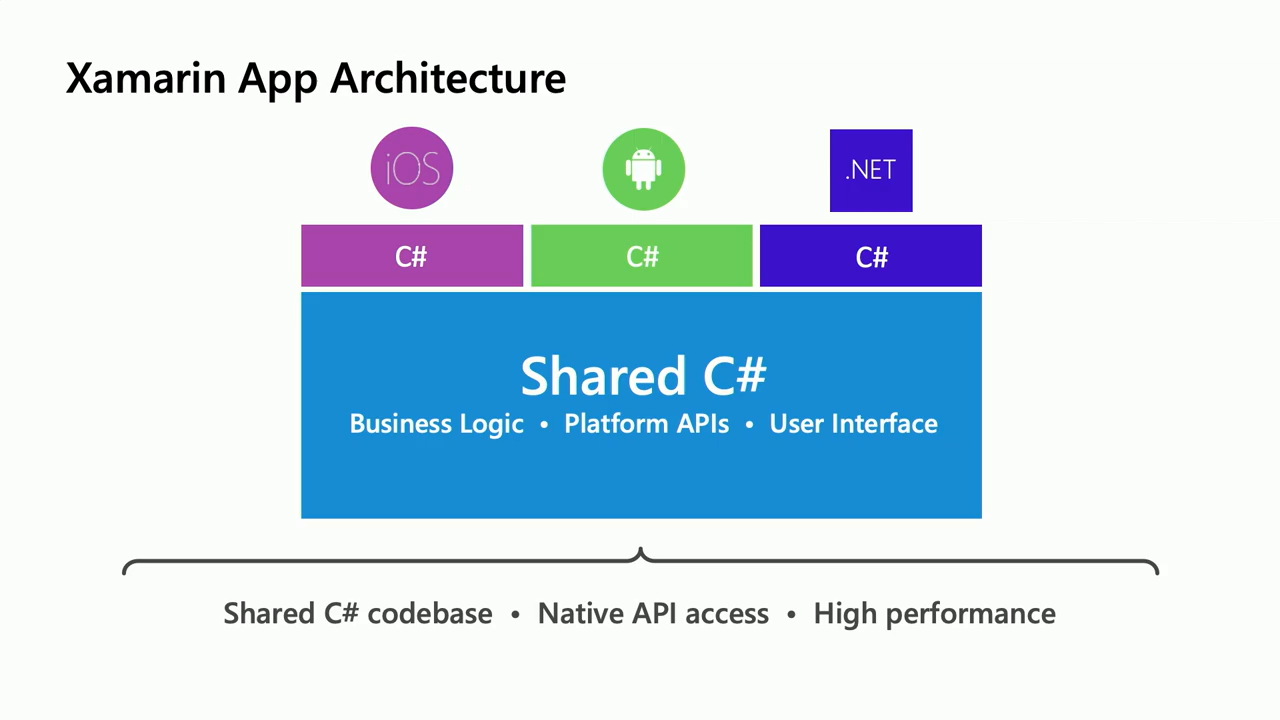 Xamarin App Architecture
iOS
.NET
C#
C#
C#
Shared C#
Business Logic • Platform APIs • User Interface
Shared C# codebase • Native API access • High performance